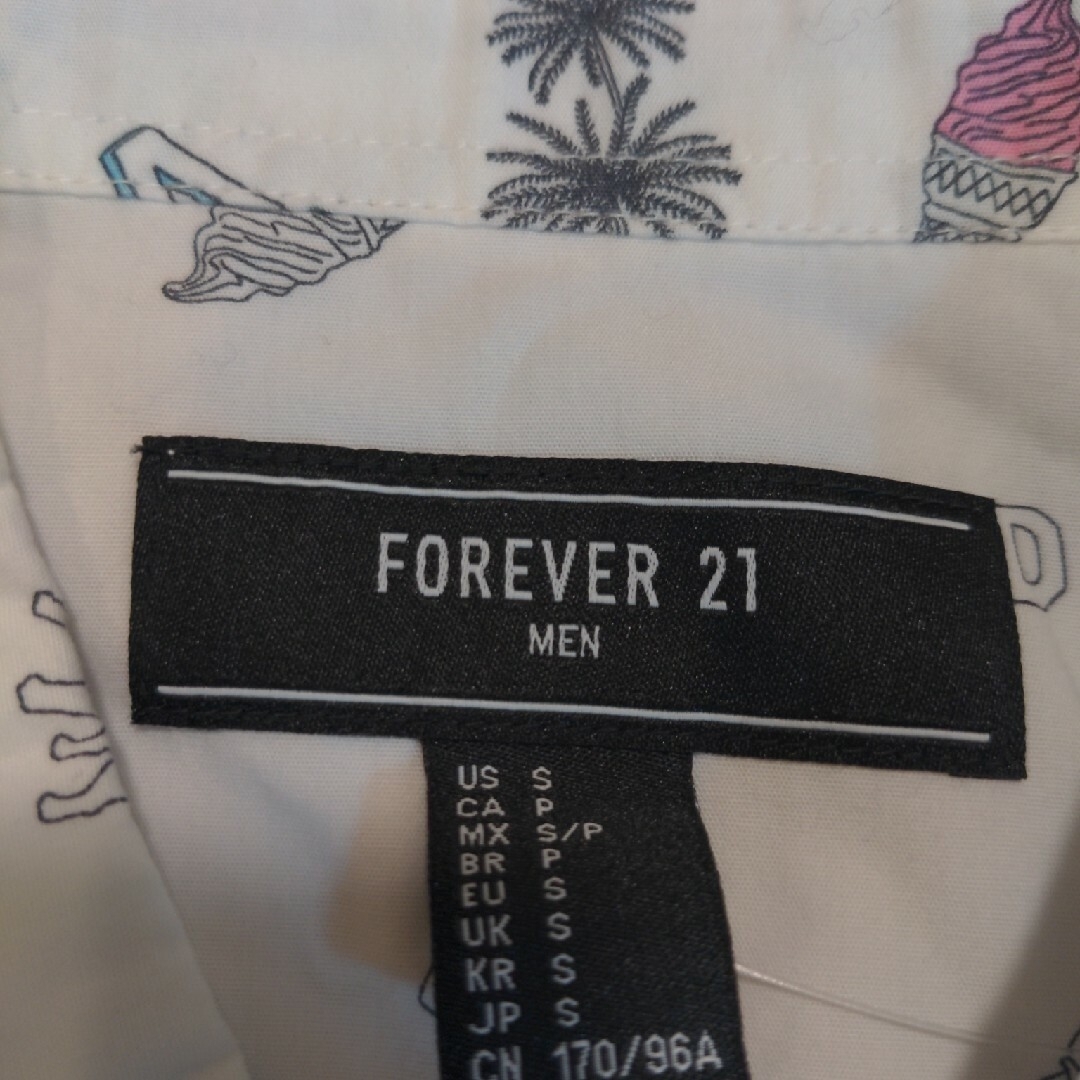 FOREVER 21
MEN
D
US S
CA P
MX S/P
BR P
EU S
UK S
KR S
JP S
CN 170/96A